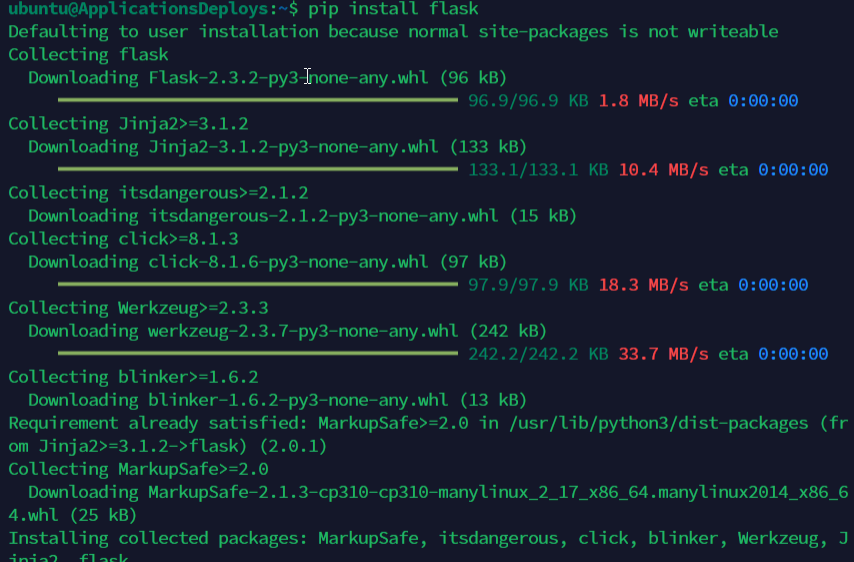 ubuntu@ApplicationsDeploys:~$ pip install flask
Defaulting to user installation because normal site-packages is not writeable
Collecting flask
  Downloading Flask-2.3.2-py3-none-any.whl (96 kB)
96.9/96.9 KB 1.8 MB/s eta 0:00:00
Collecting Jinja2>=3.1.2
  Downloading Jinja2-3.1.2-py3-none-any.whl (133 kB)
133.1/133.1 KB 10.4 MB/s eta 0:00:00
Collecting itsdangerous>=2.1.2
  Downloading itsdangerous-2.1.2-py3-none-any.whl (15 kB)
Collecting click>=8.1.3
  Downloading click-8.1.6-py3-none-any.whl (97 kB)
97.9/97.9 KB 18.3 MB/s eta 0:00:00
Collecting Werkzeug>=2.3.3
  Downloading werkzeug-2.3.7-py3-none-any.whl (242 kB)
242.2/242.2 KB 33.7 MB/s eta 0:00:00
Collecting blinker>=1.6.2
  Downloading blinker-1.6.2-py3-none-any.whl (13 kB)
Requirement already satisfied: MarkupSafe>=2.0 in /usr/lib/python3/dist-packages (fr
om Jinja2>=3.1.2->flask) (2.0.1)
Collecting MarkupSafe>=2.0
  Downloading MarkupSafe-2.1.3-cp310-cp310-manylinux_2_17_x86_64.manylinux2014_x86_6
4.whl (25 kB)
Installing collected packages: MarkupSafe, itsdangerous, click, blinker, Werkzeug, J
inja2, flask